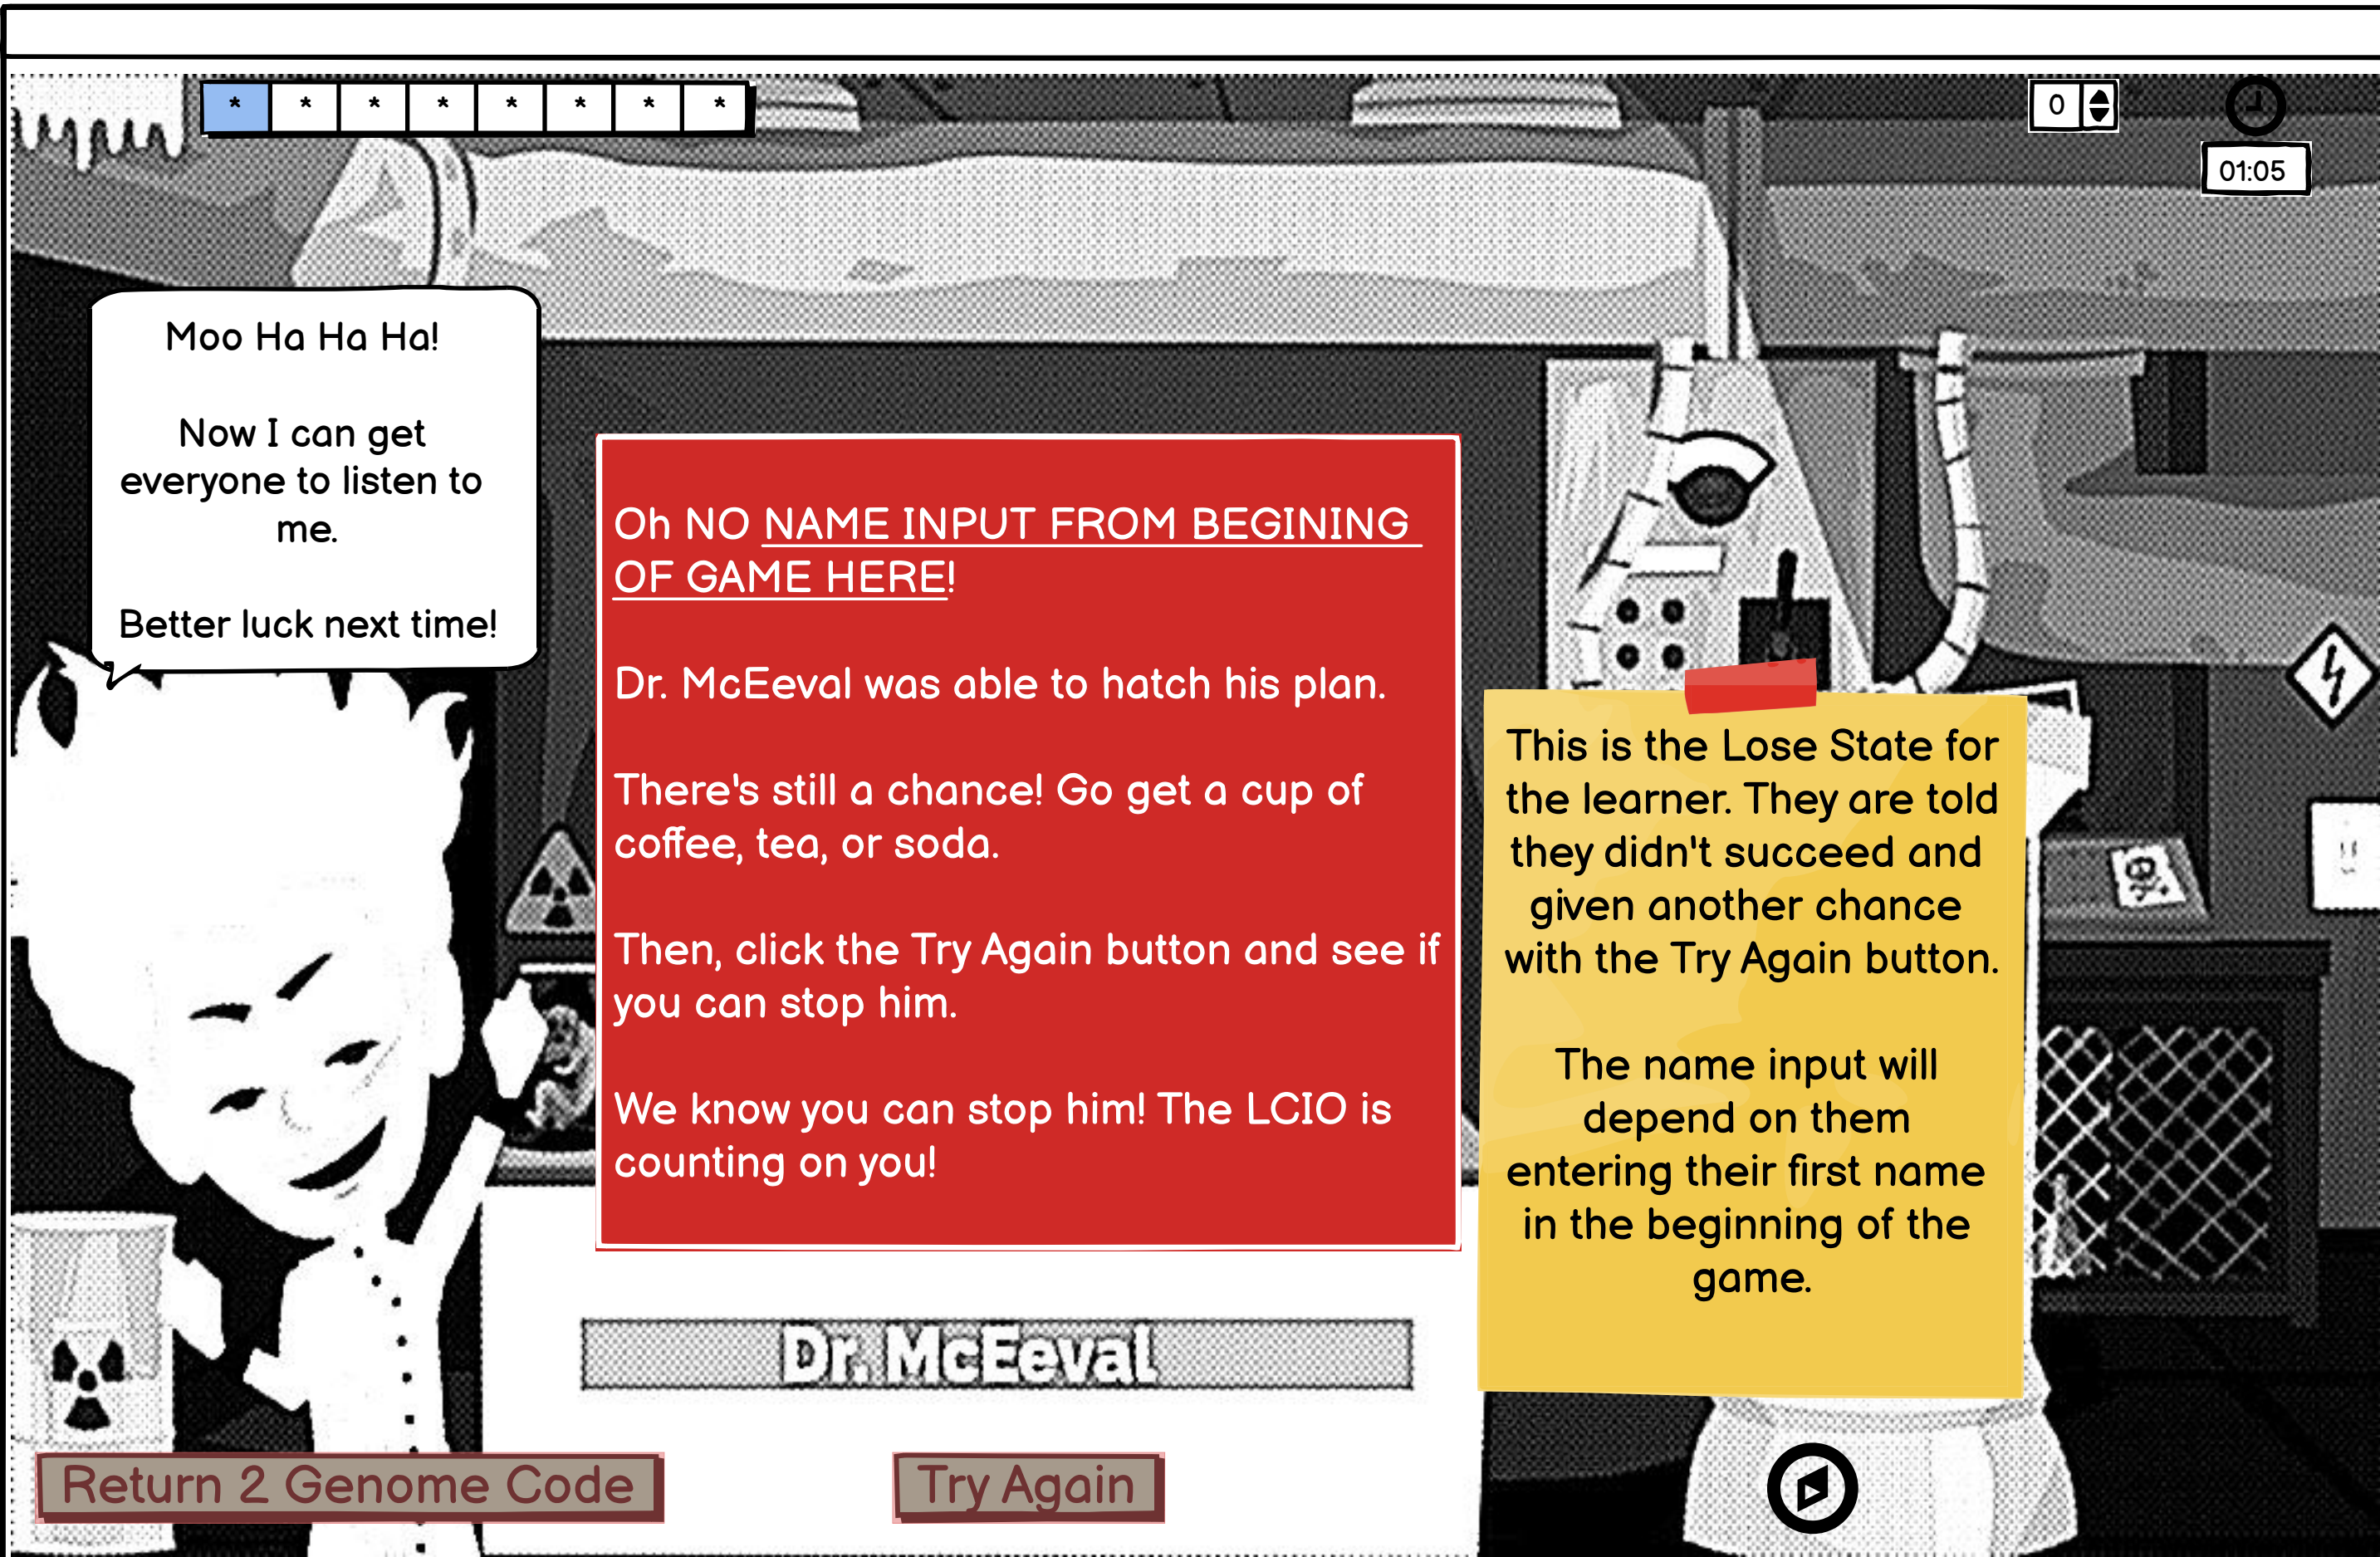 * * * * * * * *
0
01:05
Moo Ha Ha Ha!
Now I can get
everyone to listen to
me.
Better luck next time!
Oh NO NAME INPUT FROM BEGINING
OF GAME HERE!
Dr. McEeval was able to hatch his plan.
There's still a chance! Go get a cup of
coffee, tea, or soda.
Then, click the Try Again button and see if
you can stop him.
We know you can stop him! The LCIO is
counting on you!
This is the Lose State for
the learner. They are told
they didn't succeed and
given another chance
with the Try Again button.
The name input will
depend on them
entering their first name
in the beginning of the
game.
Dr. McEeval
Return 2 Genome Code
Try Again